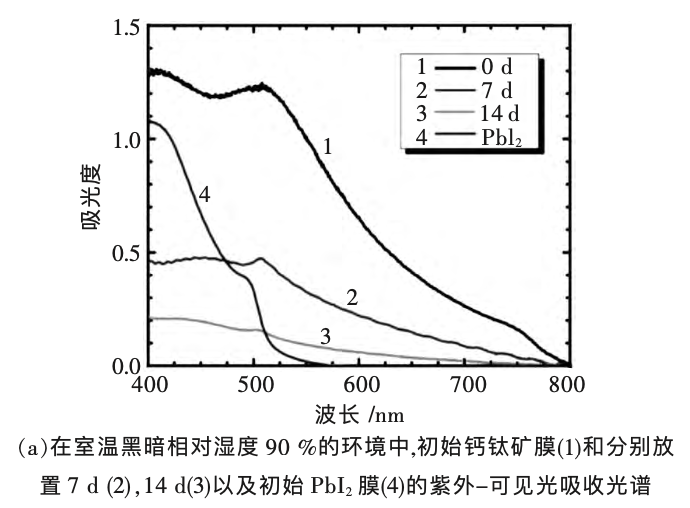 1.5
1.0
0.5
0.0
吸光度
1 0 d
2 7 d
3 14 d
4 PbI₂
1
4
2
3
400 500 600 700 800
波长 /nm
(a)在室温黑暗相对湿度 90 %的环境中,初始钙钛矿膜(1)和分别放
置 7 d (2),14 d(3)以及初始 PbI₂ 膜(4)的紫外–可见光吸收光谱